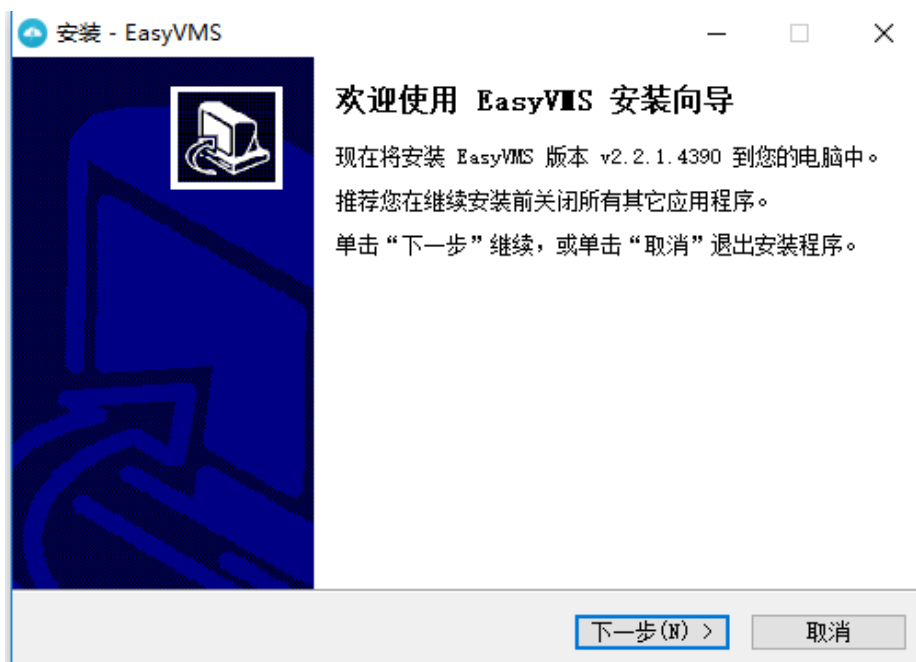 安装 - EasyVMS
欢迎使用 EasyVMS 安装向导
现在将安装 EasyVMS 版本 v2.2.1.4390 到您的电脑中。
推荐您在继续安装前关闭所有其它应用程序。
单击“下一步”继续，或单击“取消”退出安装程序。
下一步(N) >
取消